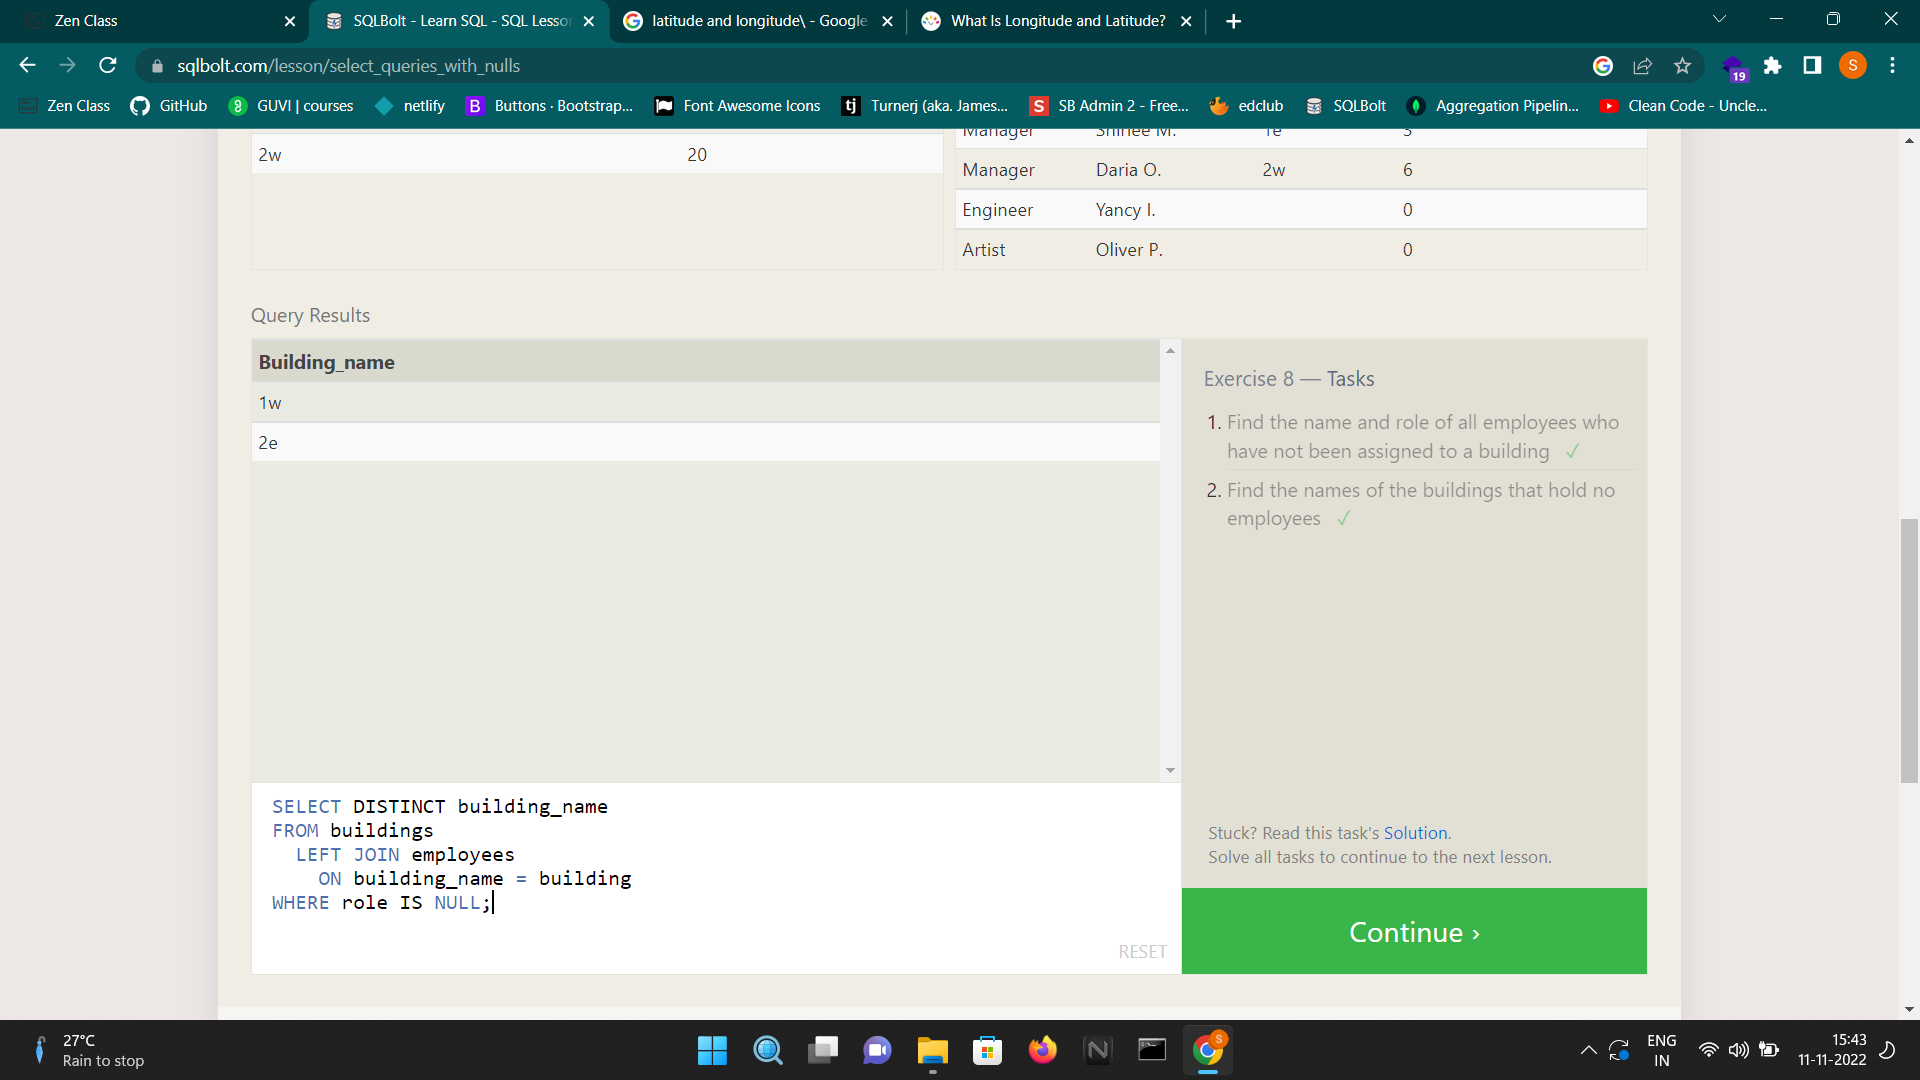 Zen Class
SQLBolt - Learn SQL - SQL Lesson
latitude and longitude\ - Google
What Is Longitude and Latitude?
sqlbolt.com/lesson/select_queries_with_nulls
19
S
Zen Class
GitHub
GUVI | courses
netlify
B Buttons · Bootstrap...
Font Awesome Icons
tj Turnerj (aka. James...
S SB Admin 2 - Free...
edclub
SQLBolt
Aggregation Pipelin...
Clean Code - Uncle...
Manager Shirlee M. 1e 3
2w 20
Manager Daria O. 2w 6
Engineer Yancy I. 0
Artist Oliver P. 0
Query Results
Building_name
1w
2e
Exercise 8 — Tasks
1. Find the name and role of all employees who
have not been assigned to a building ✓
2. Find the names of the buildings that hold no
employees ✓
SELECT DISTINCT building_name
FROM buildings
LEFT JOIN employees
ON building_name = building
WHERE role IS NULL;
RESET
Stuck? Read this task's Solution.
Solve all tasks to continue to the next lesson.
Continue ›
27°C
Rain to stop
S
ENG
IN
15:43
11-11-2022